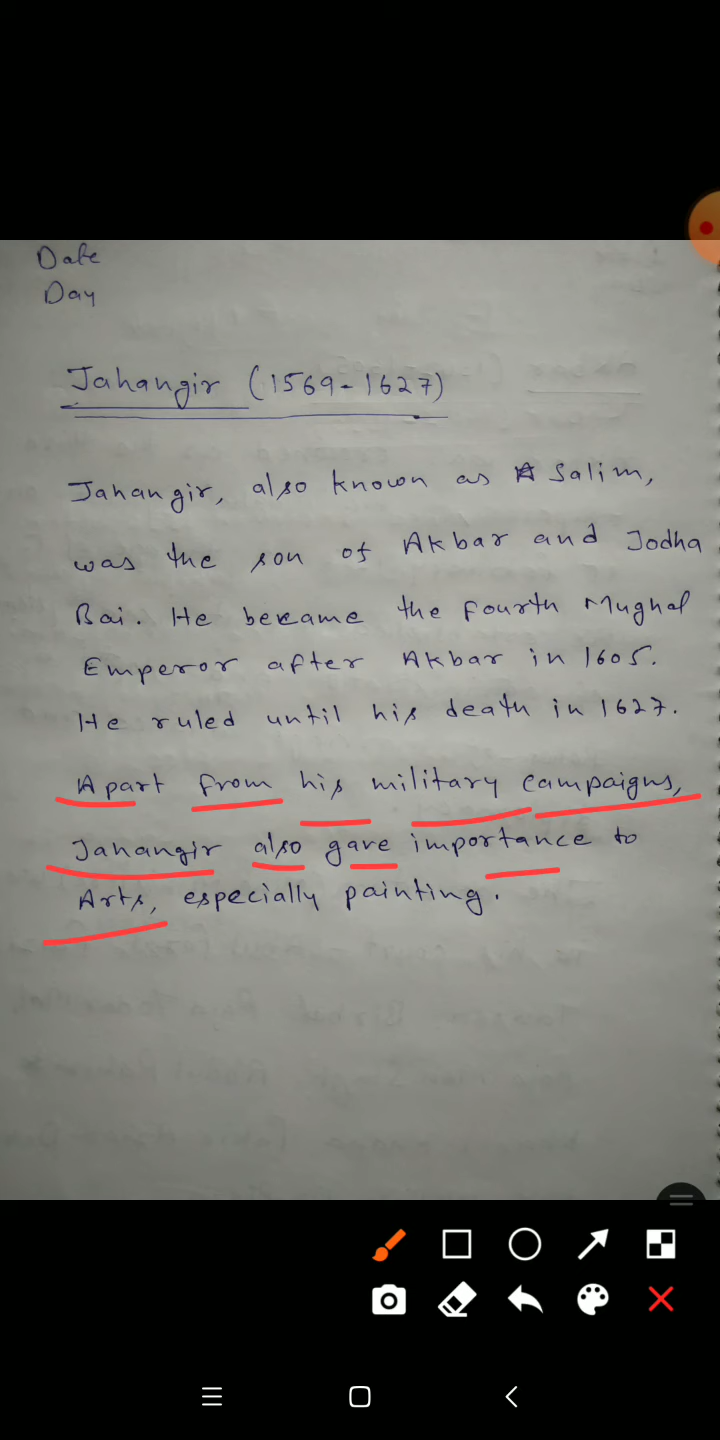 Date
Day
Jahangir (1569-1627)
Jahangir, also known as Salim,
was the son of Akbar and Jodha
Bai. He became the fourth Mughal
Emperor after Akbar in 1605.
He ruled until his death in 1627.
Apart from his military campaigns,
Jahangir also gave importance to
Arts, especially painting.